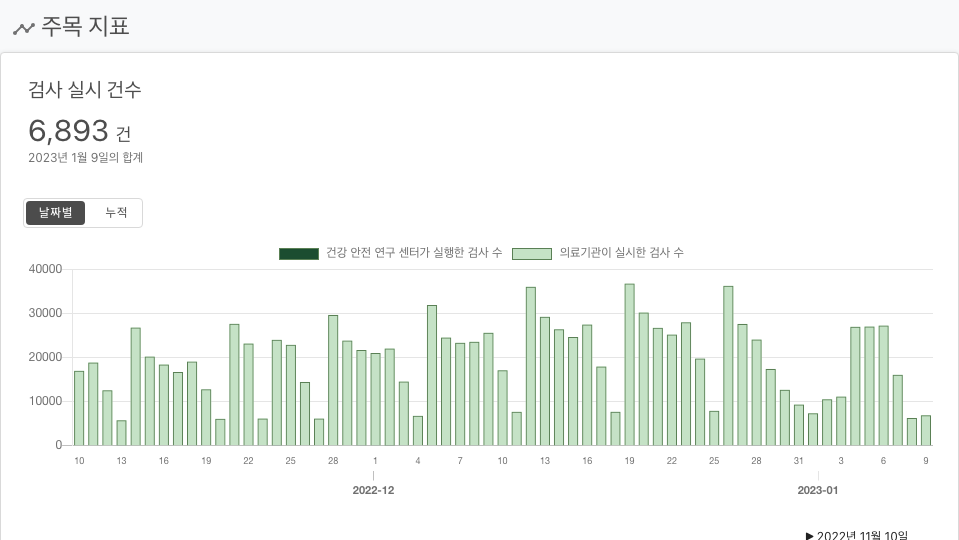 주목 지표
검사 실시 건수
6,893 건
2023년 1월 9일의 합계
날짜별 누적
건강 안전 연구 센터가 실행한 검사 수 의료기관이 실시한 검사 수
40000
30000
20000
10000
0
10 13 16 19 22 25 28 1 4 7 10 13 16 19 22 25 28 31 3 6 9
2022-12 2023-01
▶ 2022년 11월 10일